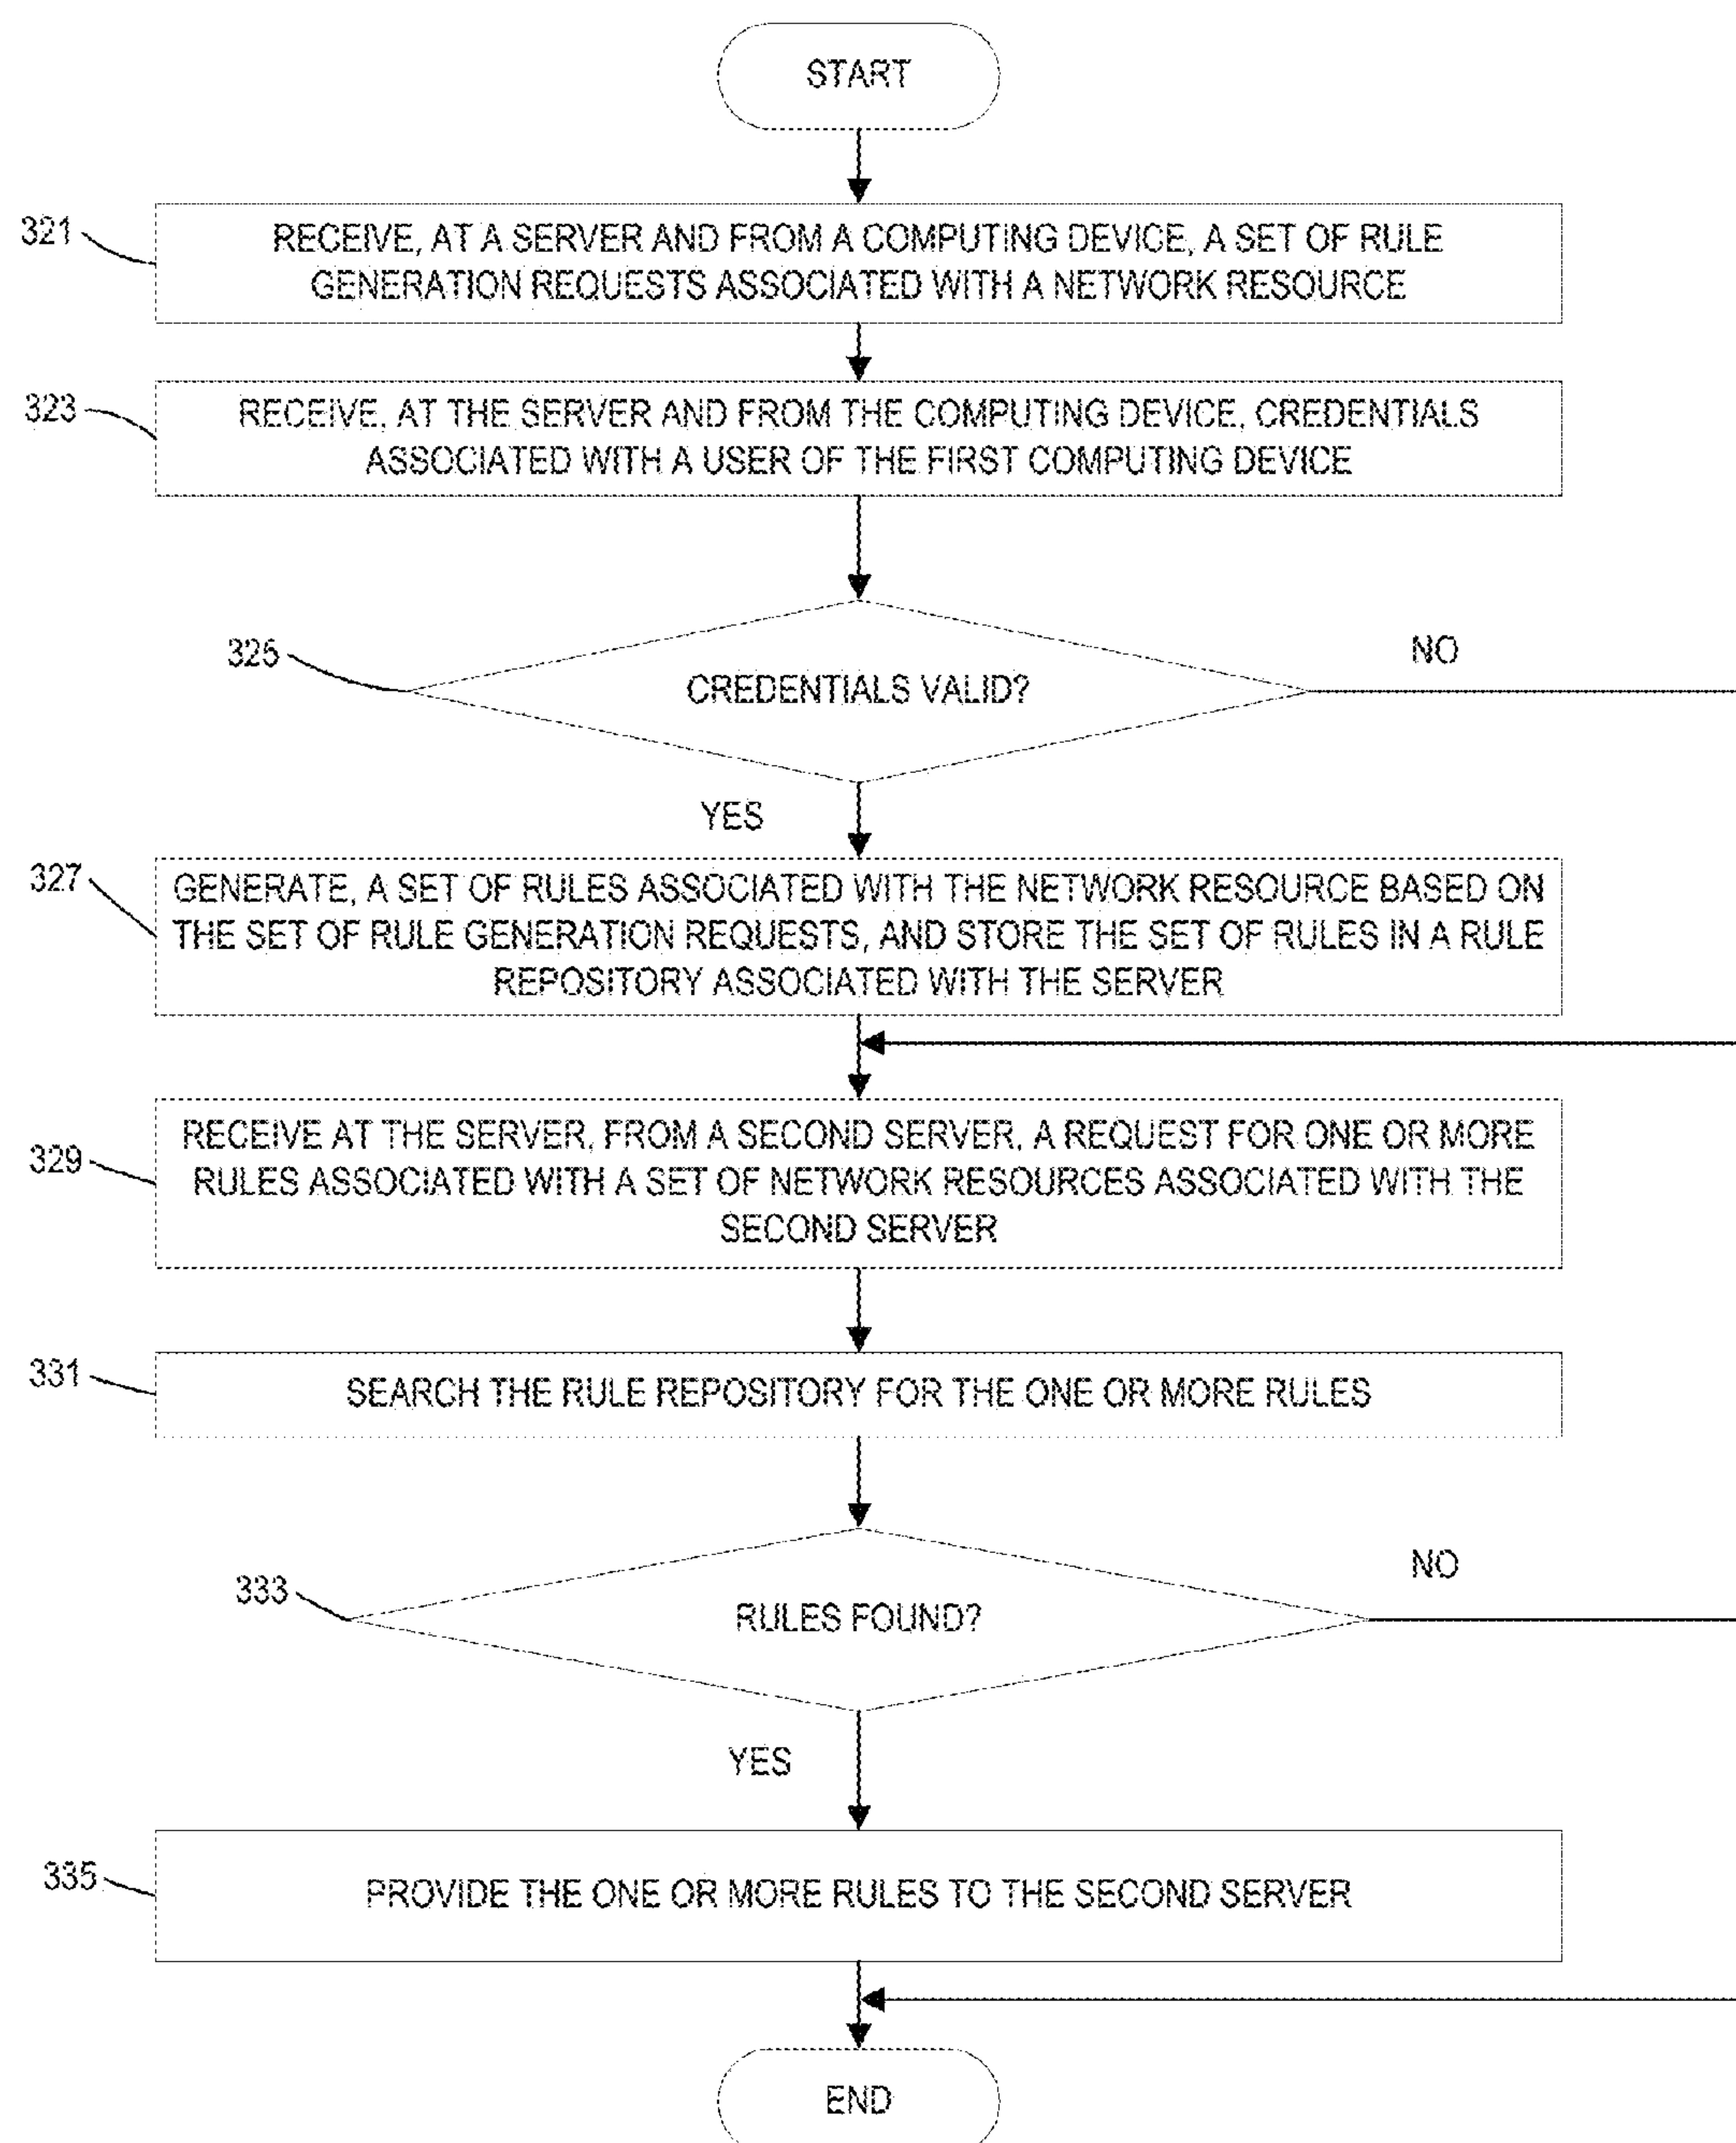 START
321
RECEIVE, AT A SERVER AND FROM A COMPUTING DEVICE, A SET OF RULE
GENERATION REQUESTS ASSOCIATED WITH A NETWORK RESOURCE
323
RECEIVE, AT THE SERVER AND FROM THE COMPUTING DEVICE, CREDENTIALS
ASSOCIATED WITH A USER OF THE FIRST COMPUTING DEVICE
325
CREDENTIALS VALID?
NO
YES
327
GENERATE, A SET OF RULES ASSOCIATED WITH THE NETWORK RESOURCE BASED ON
THE SET OF RULE GENERATION REQUESTS, AND STORE THE SET OF RULES IN A RULE
REPOSITORY ASSOCIATED WITH THE SERVER
329
RECEIVE AT THE SERVER, FROM A SECOND SERVER, A REQUEST FOR ONE OR MORE
RULES ASSOCIATED WITH A SET OF NETWORK RESOURCES ASSOCIATED WITH THE
SECOND SERVER
331
SEARCH THE RULE REPOSITORY FOR THE ONE OR MORE RULES
333
RULES FOUND?
NO
YES
335
PROVIDE THE ONE OR MORE RULES TO THE SECOND SERVER
END